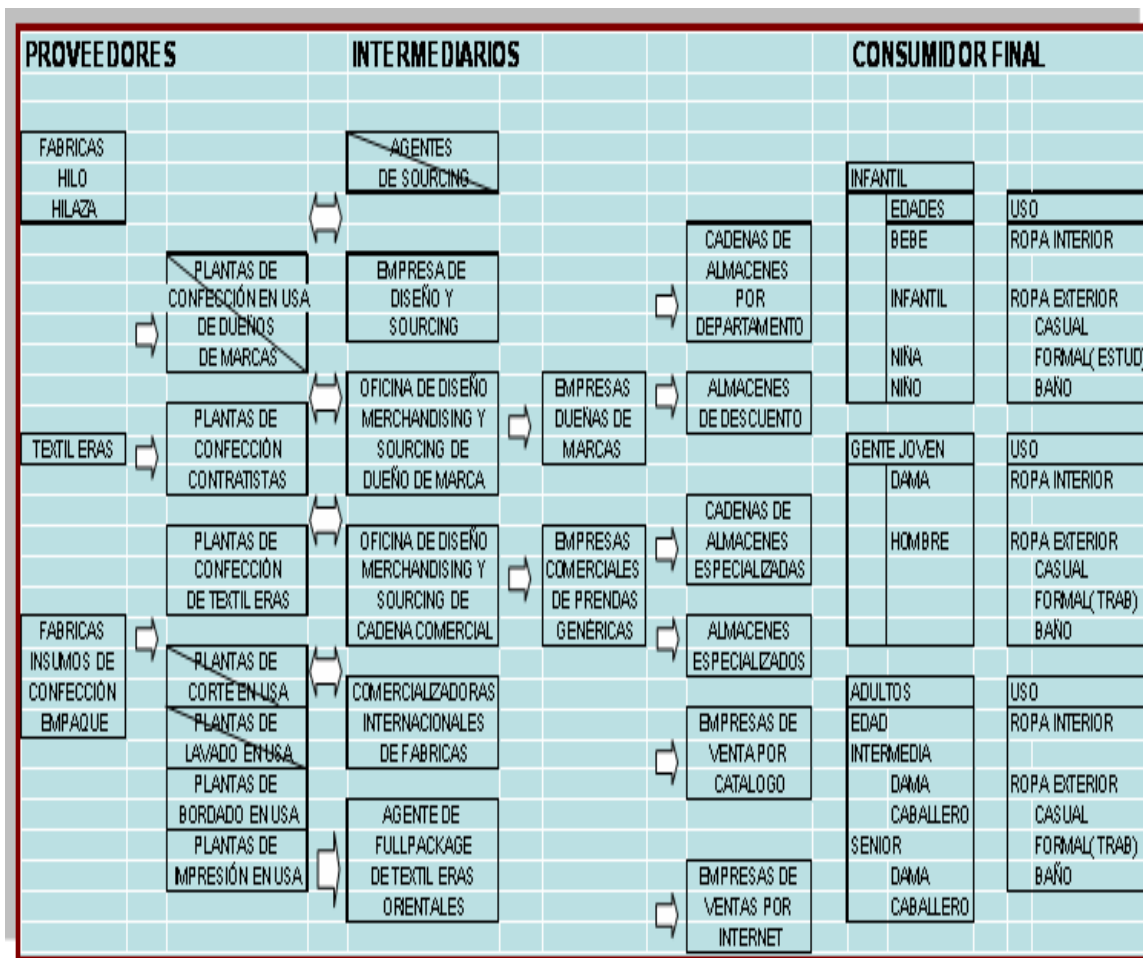 PROVEEDORES
INTERMEDIARIOS
CONSUMIDOR FINAL
FABRICAS
HILO
HILAZA
TEXTILERAS
FABRICAS
INSUMOS DE
CONFECCIÓN
EMPAQUE
PLANTAS DE
CONFECCIÓN EN USA
DE DUEÑOS
DE MARCAS
PLANTAS DE
CONFECCIÓN
CONTRATISTAS
PLANTAS DE
CONFECCIÓN
DE TEXTILERAS
PLANTAS DE
CORTE EN USA
PLANTAS DE
LAVADO EN USA
PLANTAS DE
BORDADO EN USA
PLANTAS DE
IMPRESIÓN EN USA
AGENTES
DE SOURCING
EMPRESA DE
DISEÑO Y
SOURCING
OFICINA DE DISEÑO
MERCHANDISING Y
SOURCING DE
DUEÑO DE MARCA
OFICINA DE DISEÑO
MERCHANDISING Y
SOURCING DE
CADENA COMERCIAL
COMERCIALIZADORAS
INTERNACIONALES
DE FABRICAS
AGENTE DE
FULLPACKAGE
DE TEXTILERAS
ORIENTALES
EMPRESAS
DUEÑAS DE
MARCAS
EMPRESAS
COMERCIALES
DE PRENDAS
GENÉRICAS
CADENAS DE
ALMACENES
POR
DEPARTAMENTO
ALMACENES
DE DESCUENTO
CADENAS DE
ALMACENES
ESPECIALIZADAS
ALMACENES
ESPECIALIZADOS
EMPRESAS DE
VENTA POR
CATALOGO
EMPRESAS DE
VENTAS POR
INTERNET
INFANTIL
EDADES
BEBE
INFANTIL
NIÑA
NIÑO
USO
ROPA INTERIOR
ROPA EXTERIOR
CASUAL
FORMAL( ESTUD)
BAÑO
GENTE JOVEN
DAMA
HOMBRE
USO
ROPA INTERIOR
ROPA EXTERIOR
CASUAL
FORMAL( TRAB)
BAÑO
ADULTOS
EDAD
INTERMEDIA
DAMA
CABALLERO
SENIOR
DAMA
CABALLERO
USO
ROPA INTERIOR
ROPA EXTERIOR
CASUAL
FORMAL( TRAB)
BAÑO